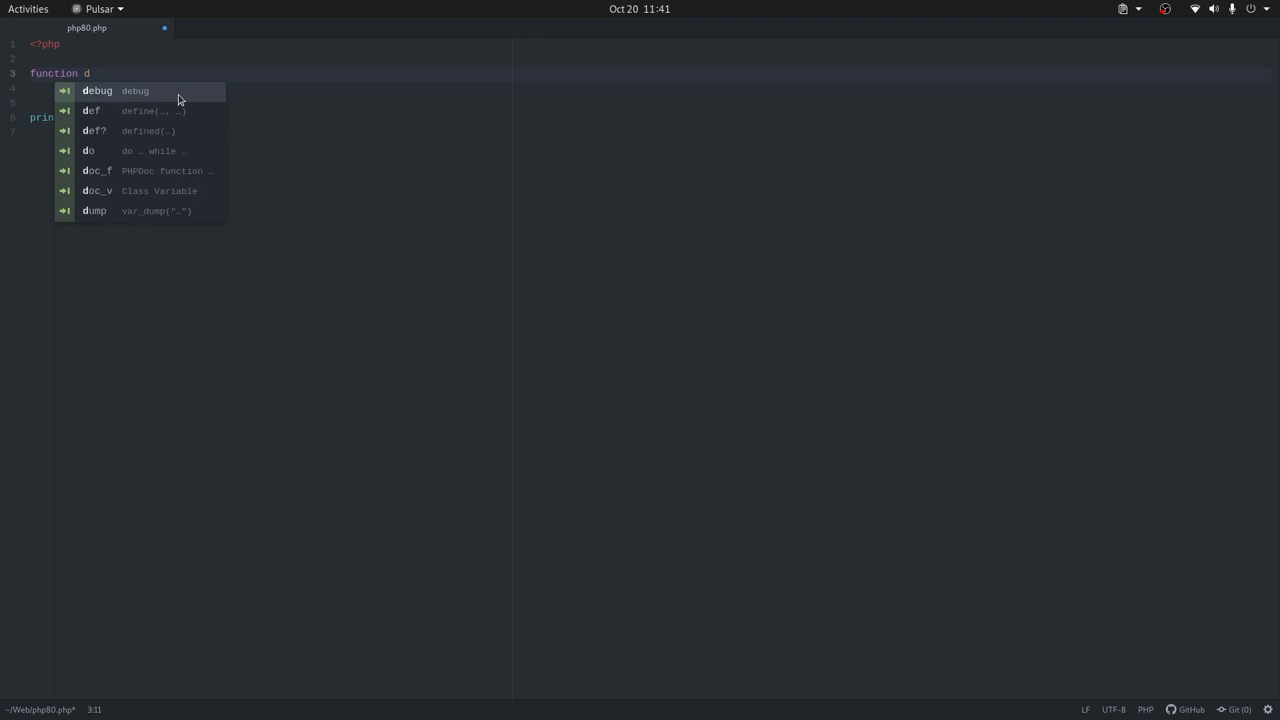 Activities Pulsar Oct 20 11:41
php80.php
1 <?php
2
3 function d
4 debug debug
def define(…, …)
5
6 prin
def? defined(…)
7
do do … while …
doc_f PHPDoc function …
doc_v Class Variable
dump var_dump("…")
~/Web/php80.php* 3:11 LF UTF-8 PHP GitHub Git (0)